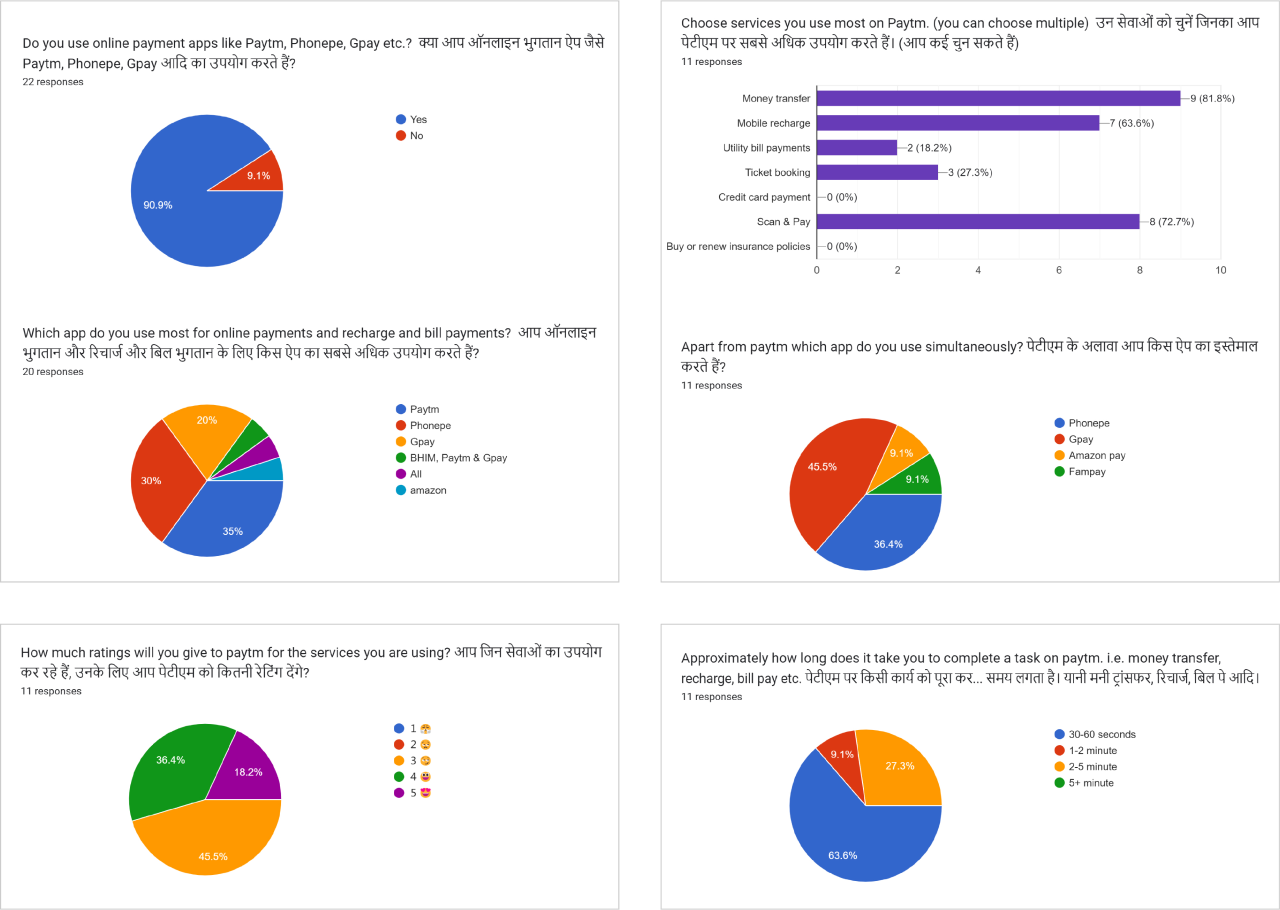 Do you use online payment apps like Paytm, Phonepe, Gpay etc.? क्या आप ऑनलाइन भुगतान ऐप जैसे
Paytm, Phonepe, Gpay आदि का उपयोग करते हैं?
22 responses
Yes
No
9.1%
90.9%
Which app do you use most for online payments and recharge and bill payments? आप ऑनलाइन
भुगतान और रिचार्ज और बिल भुगतान के लिए किस ऐप का सबसे अधिक उपयोग करते हैं?
20 responses
Paytm
Phonepe
Gpay
BHIM, Paytm & Gpay
All
amazon
20%
30%
35%
Choose services you use most on Paytm. (you can choose multiple) उन सेवाओं को चुनें जिनका आप
पेटीएम पर सबसे अधिक उपयोग करते हैं। (आप कई चुन सकते हैं)
11 responses
Money transfer 9 (81.8%)
Mobile recharge 7 (63.6%)
Utility bill payments 2 (18.2%)
Ticket booking 3 (27.3%)
Credit card payment 0 (0%)
Scan & Pay 8 (72.7%)
Buy or renew insurance policies 0 (0%)
0 2 4 6 8 10
Apart from paytm which app do you use simultaneously? पेटीएम के अलावा आप किस ऐप का इस्तेमाल
करते हैं?
11 responses
Phonepe
Gpay
Amazon pay
Fampay
45.5%
9.1%
9.1%
36.4%
How much ratings will you give to paytm for the services you are using? आप जिन सेवाओं का उपयोग
कर रहे हैं, उनके लिए आप पेटीएम को कितनी रेटिंग देंगे?
11 responses
1
2
3
4
5
36.4%
18.2%
45.5%
Approximately how long does it take you to complete a task on paytm. i.e. money transfer,
recharge, bill pay etc. पेटीएम पर किसी कार्य को पूरा कर... समय लगता है। यानी मनी ट्रांसफर, रिचार्ज, बिल पे आदि।
11 responses
30-60 seconds
1-2 minute
2-5 minute
5+ minute
9.1%
27.3%
63.6%